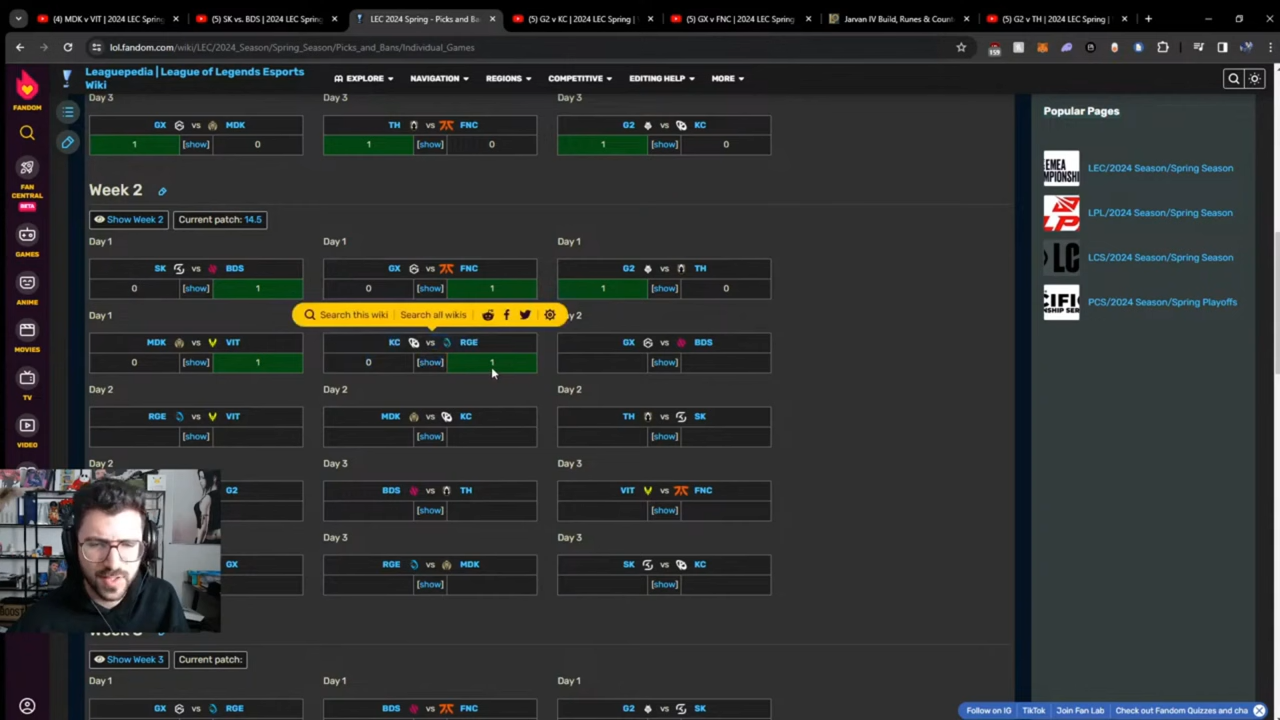 (4) MDK v VIT | 2024 LEC Spring
(5) SK vs. BDS | 2024 LEC Spring
LEC 2024 Spring - Picks and Ba
(5) G2 v KC | 2024 LEC Spring
(5) GX v FNC | 2024 LEC Spring
Jarvan IV Build, Runes & Count
(5) G2 v TH | 2024 LEC Spring
lol.fandom.com/wiki/LEC/2024_Season/Spring_Season/Picks_and_Bans/Individual_Games
FANDOM
FAN CENTRAL
BETA
GAMES
ANIME
MOVIES
TV
VIDEO
Leaguepedia | League of Legends Esports
Wiki
EXPLORE NAVIGATION REGIONS COMPETITIVE EDITING HELP MORE
Day 3 Day 3 Day 3
GX vs MDK TH vs FNC G2 vs KC
1 [show] 0 1 [show] 0 1 [show] 0
Week 2
Show Week 2 Current patch: 14.5
Day 1 Day 1 Day 1
SK vs BDS GX vs FNC G2 vs TH
0 [show] 1 0 [show] 1 1 [show] 0
Search this wiki | Search all wikis
Day 1 Day 1 y 2
MDK vs VIT KC vs RGE GX vs BDS
0 [show] 1 0 [show] 1 [show]
Day 2 Day 2 Day 2
RGE vs VIT MDK vs KC TH vs SK
[show] [show] [show]
Day 2 Day 3 Day 3
G2 BDS vs TH VIT vs FNC
[show] [show]
Day 3 Day 3
GX RGE vs MDK SK vs KC
[show] [show]
Show Week 3 Current patch:
Day 1 Day 1 Day 1
GX vs RGE BDS vs FNC G2 vs SK
Popular Pages
LEC/2024 Season/Spring Season
LPL/2024 Season/Spring Season
LCS/2024 Season/Spring Season
PCS/2024 Season/Spring Playoffs
Follow on IG TikTok Join Fan Lab Check out Fandom Quizzes and cha